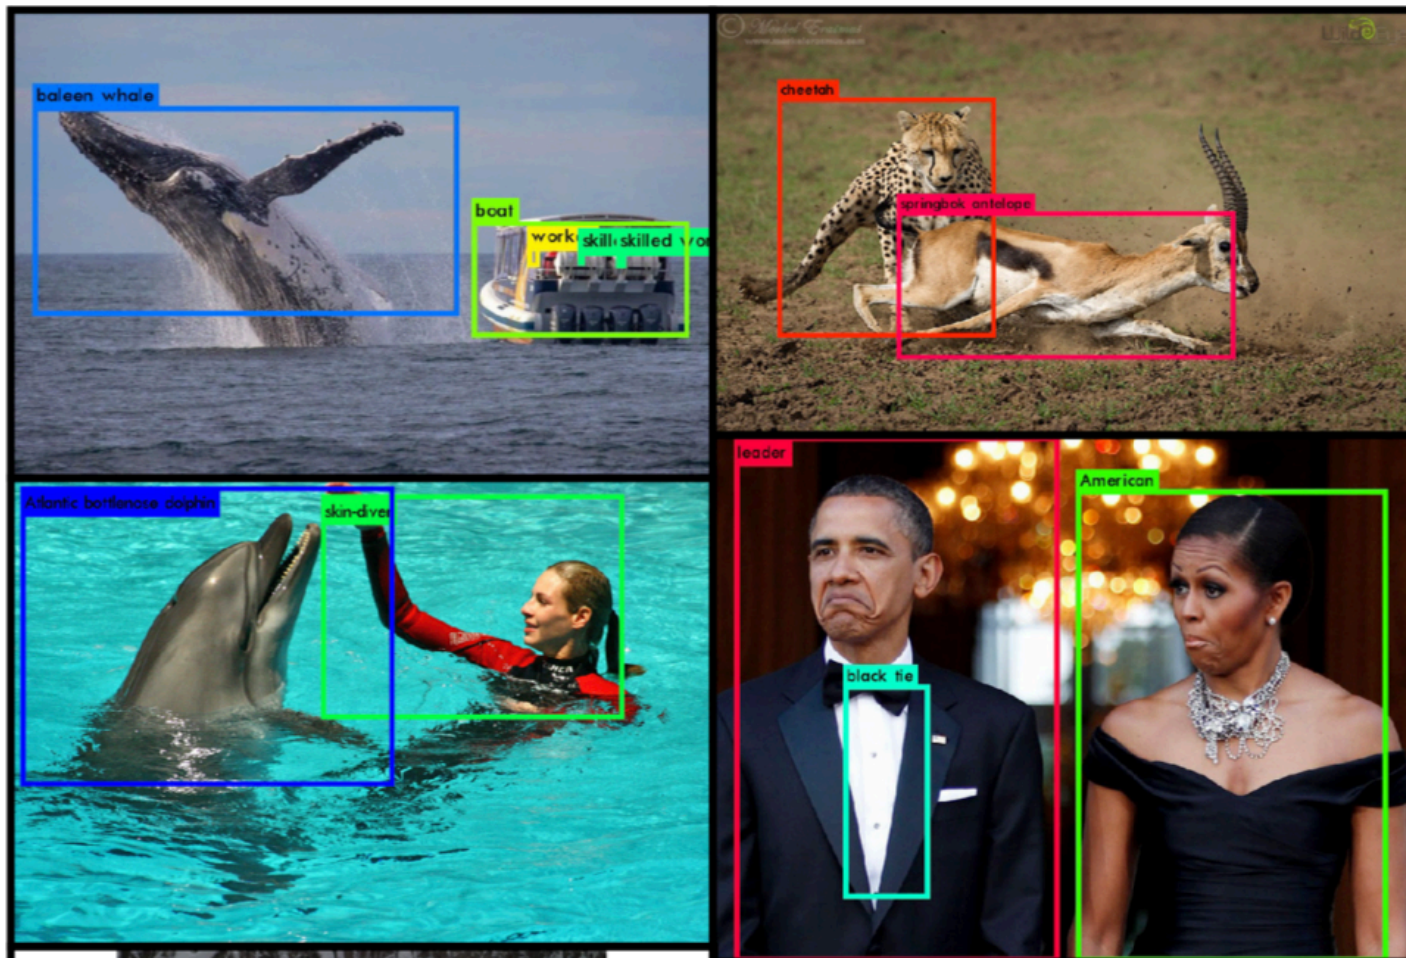 baleen whale
boat
skilled
cheetah
springbok antelope
Atlantic bottlenose dolphin
skin-diver
leader
American
black tie